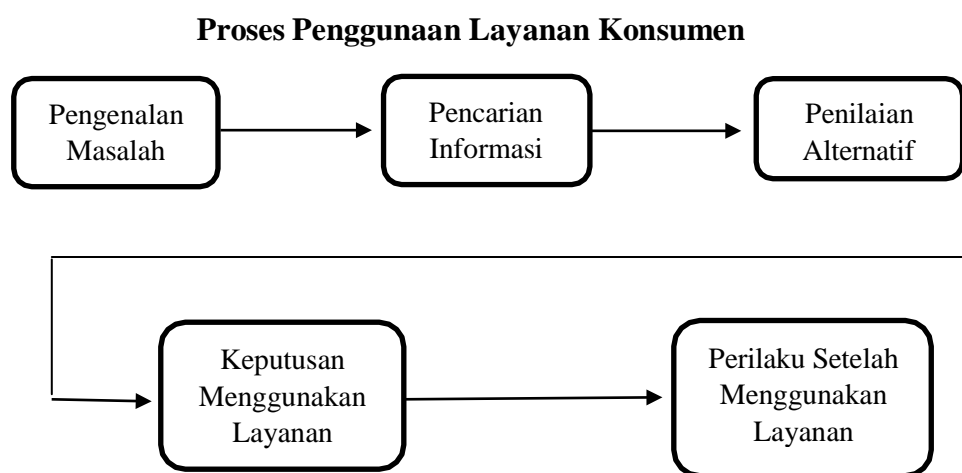 Proses Penggunaan Layanan Konsumen
Pengenalan
Masalah
Pencarian
Informasi
Penilaian
Alternatif
Keputusan
Menggunakan
Layanan
Perilaku Setelah
Menggunakan
Layanan